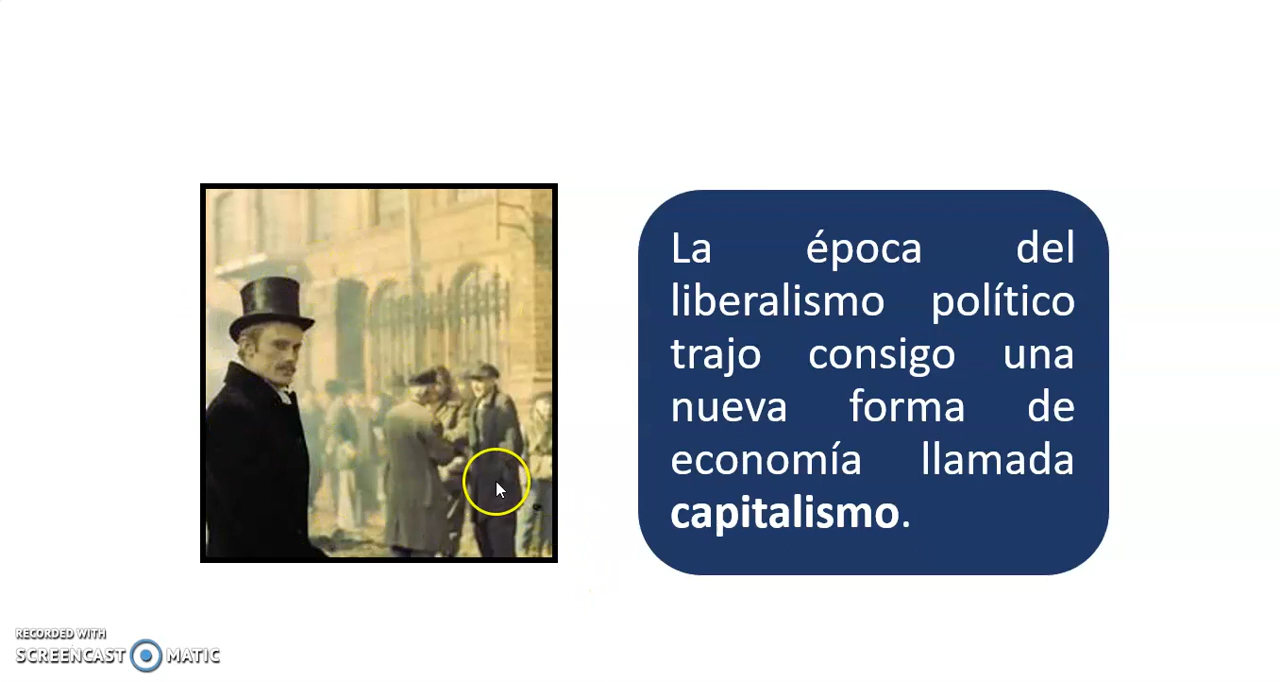 La época del
liberalismo político
trajo consigo una
nueva forma de
economía llamada
capitalismo.
RECORDED WITH
SCREENCAST MATIC